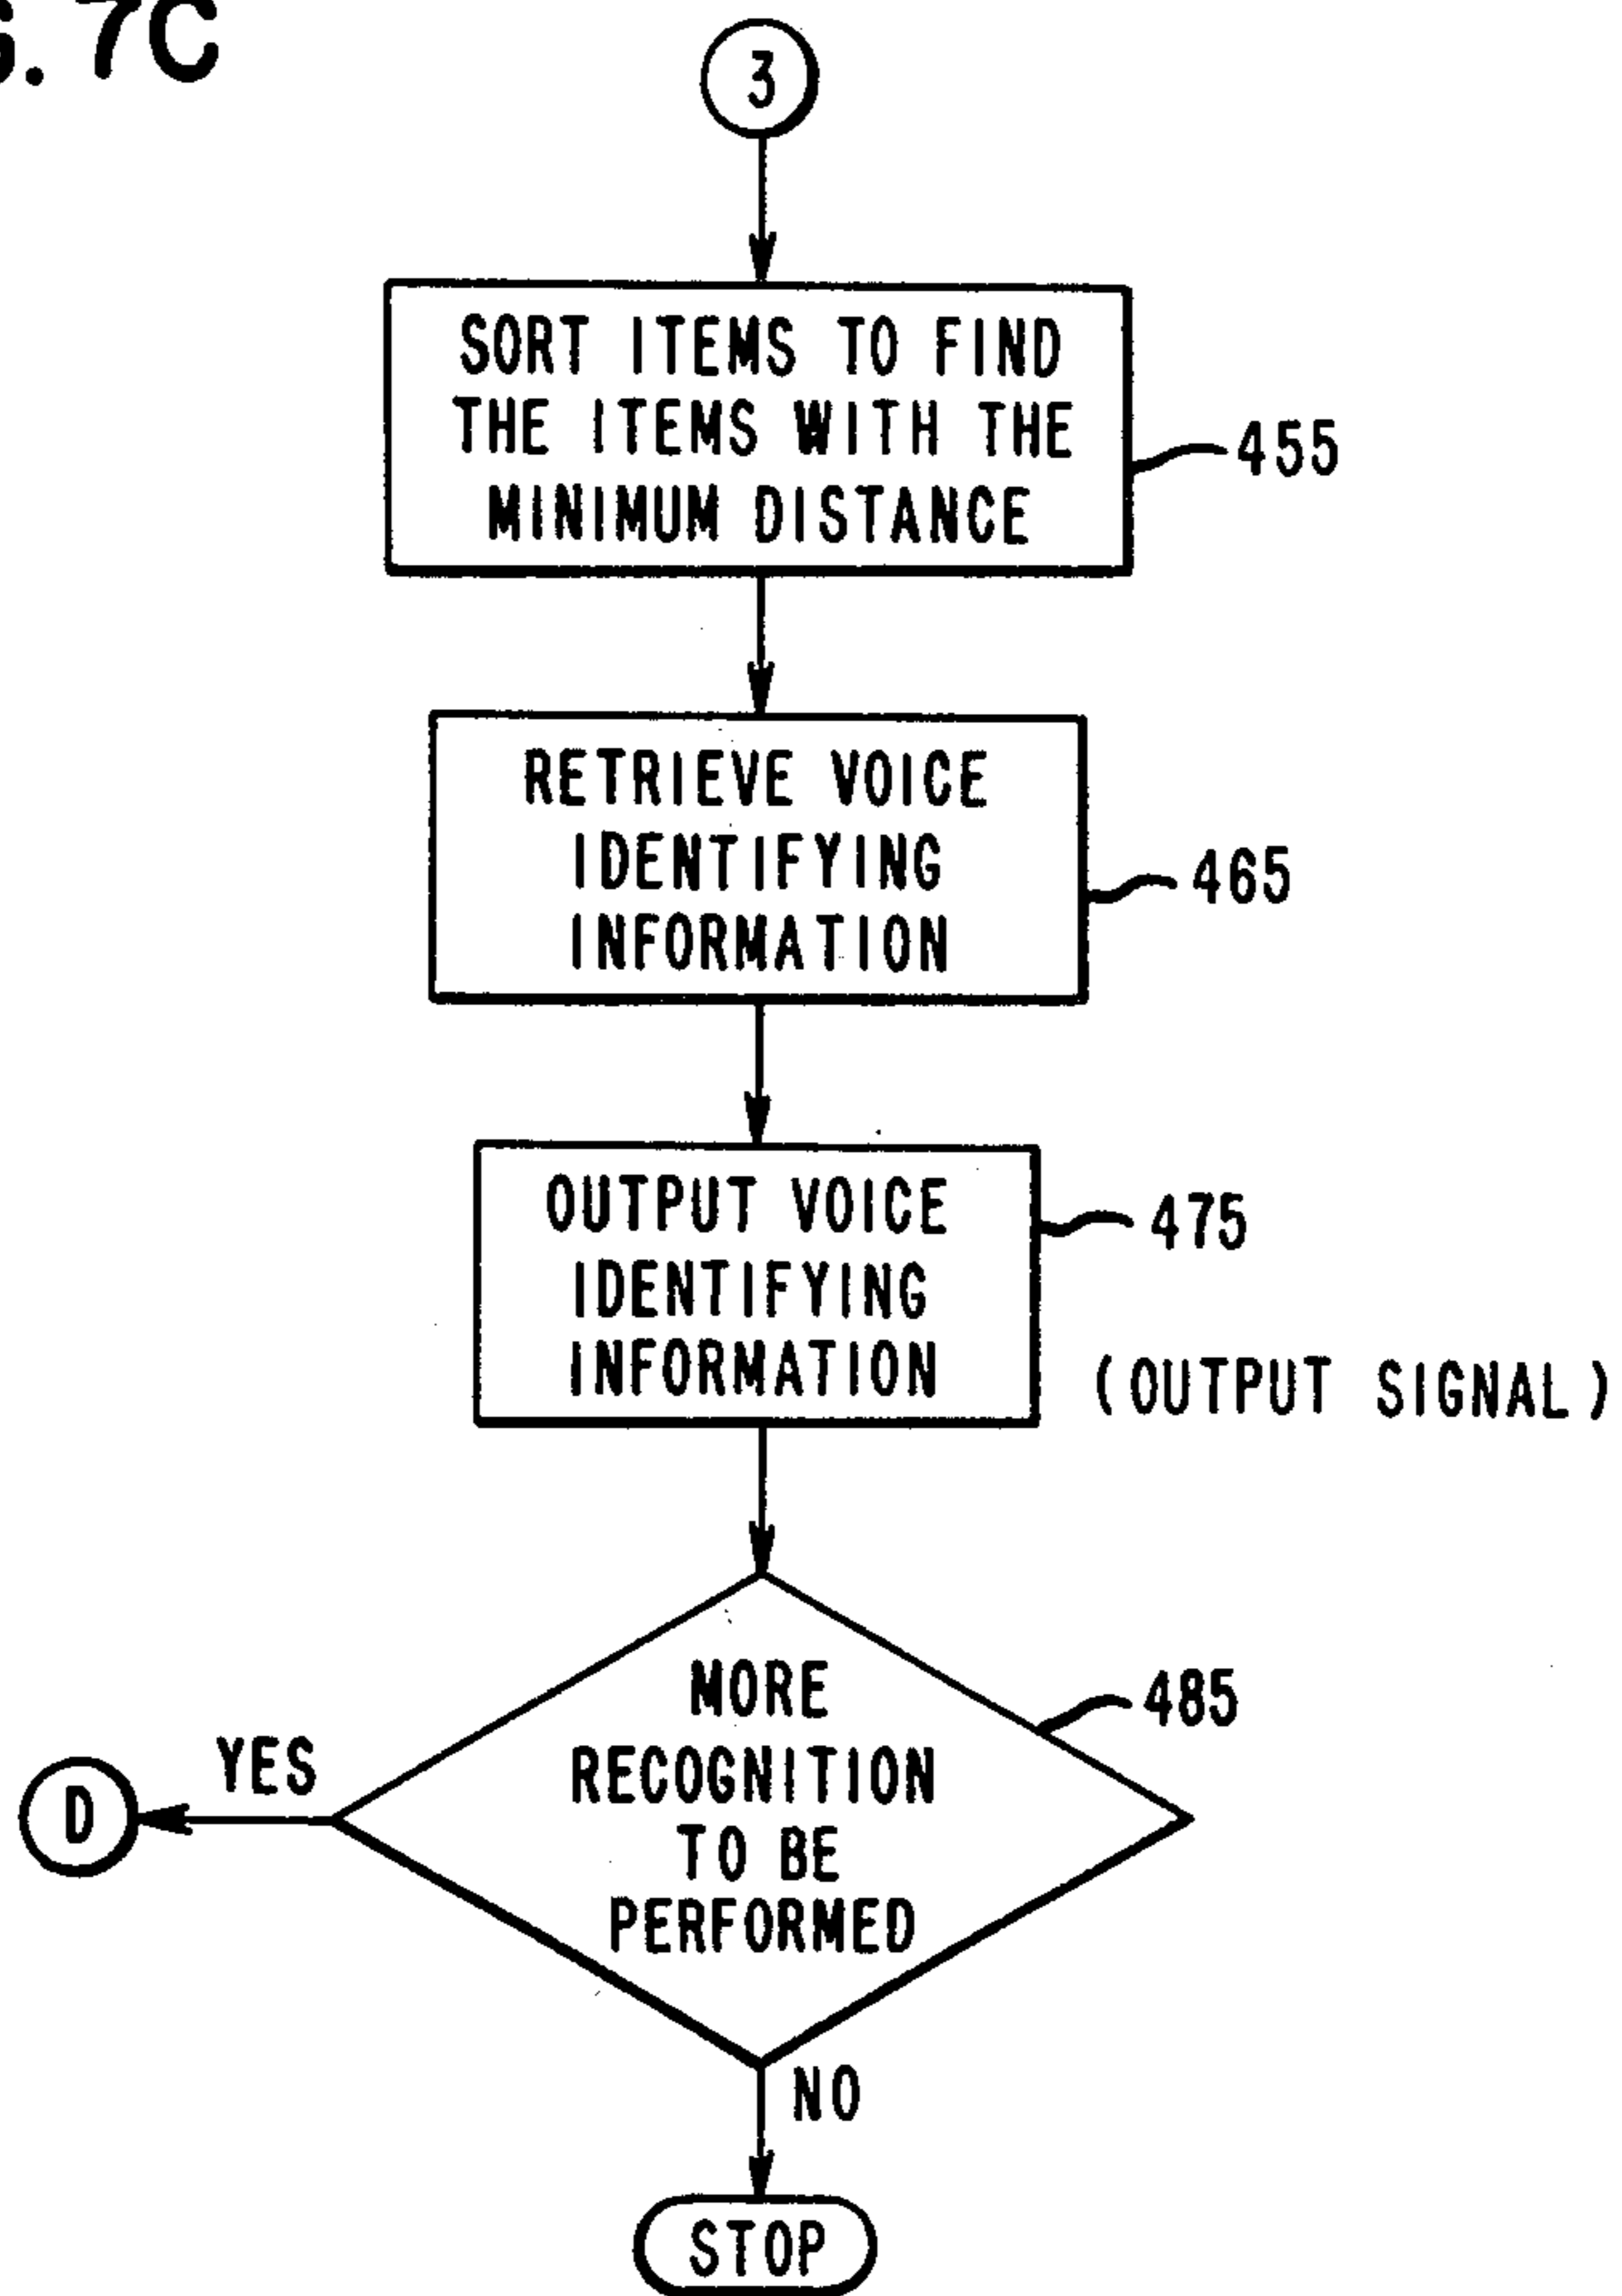 7C
3
SORT ITEMS TO FIND
THE ITEMS WITH THE
MINIMUM DISTANCE
455
RETRIEVE VOICE
IDENTIFYING
INFORMATION
465
OUTPUT VOICE
IDENTIFYING
INFORMATION
475
(OUTPUT SIGNAL)
MORE
RECOGNITION
TO BE
PERFORMED
485
YES
D
NO
STOP